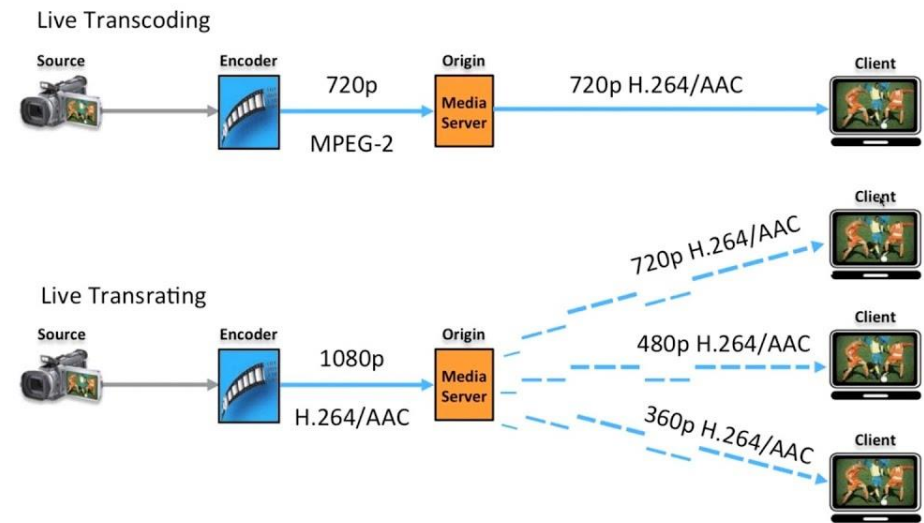 Live Transcoding
Source
Encoder
720p
MPEG-2
Origin
Media
Server
720p H.264/AAC
Client
Live Transrating
Source
Encoder
1080p
H.264/AAC
Origin
Media
Server
720p H.264/AAC
Client
480p H.264/AAC
Client
360p H.264/AAC
Client